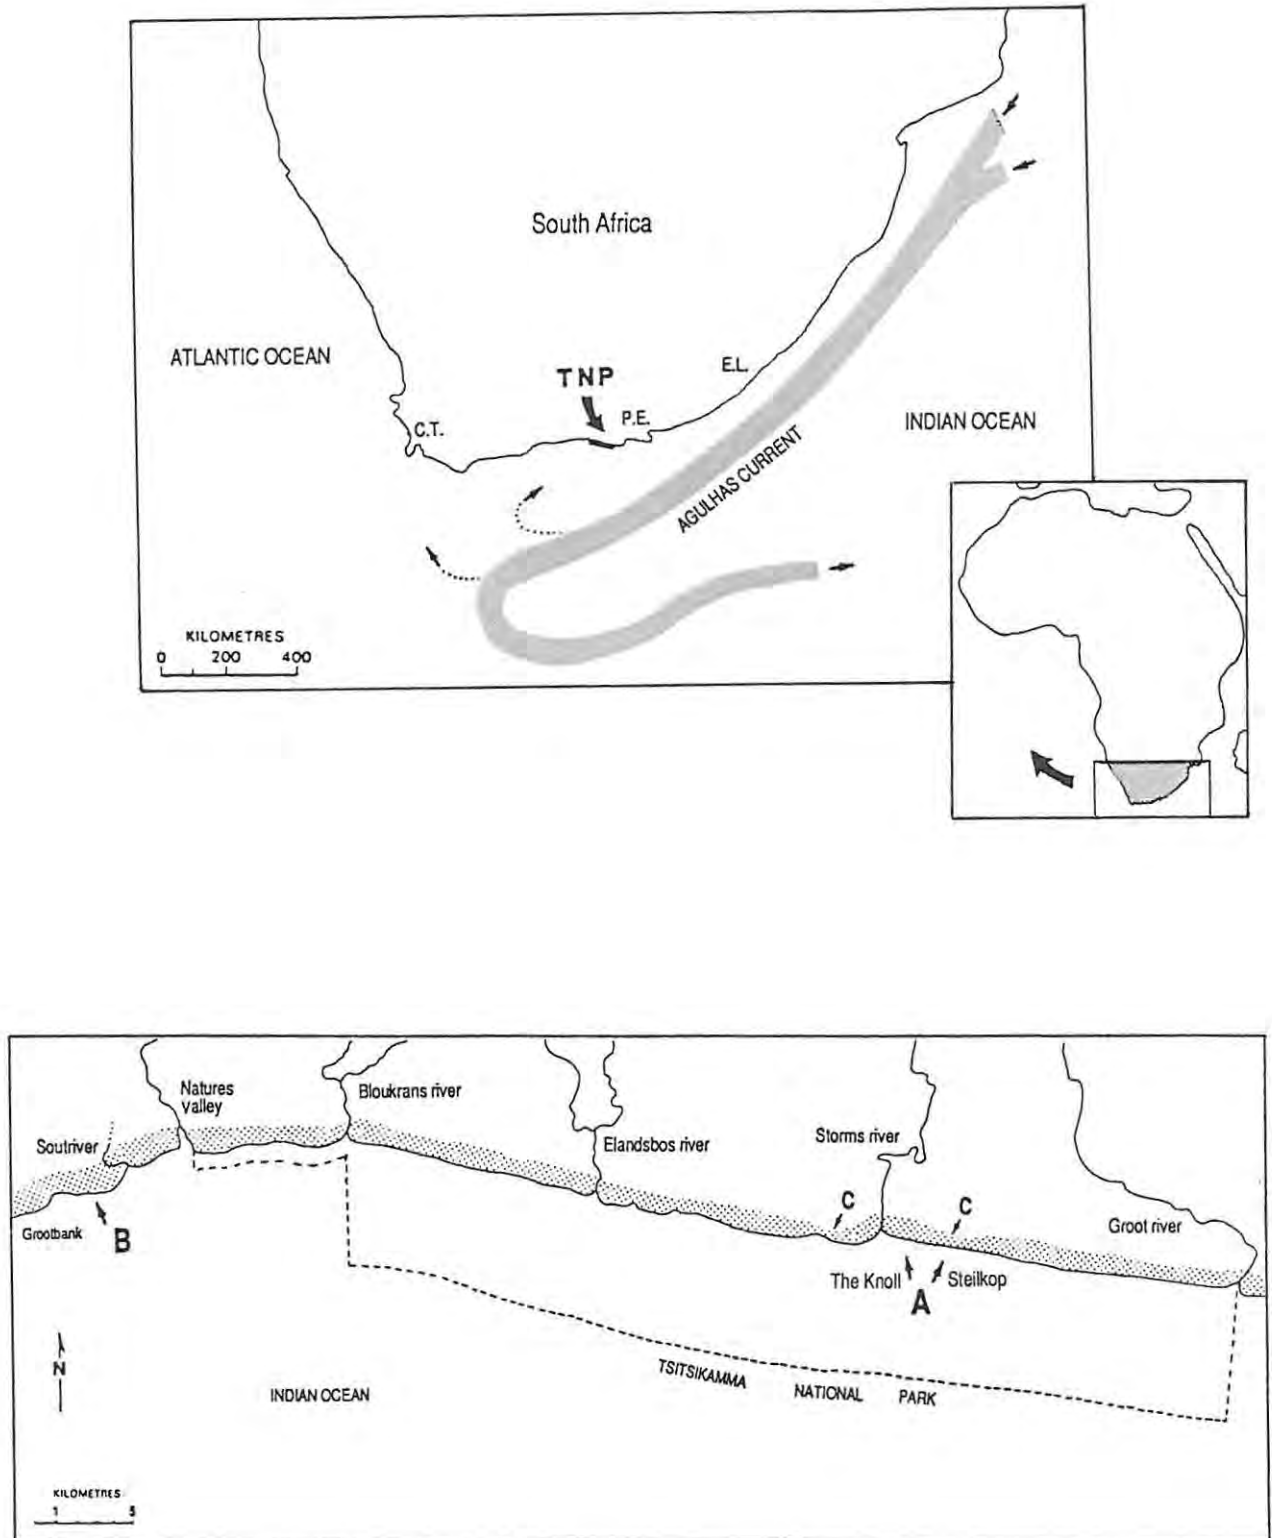 South Africa
ATLANTIC OCEAN
TNP
E.L.
P.E.
C.T.
INDIAN OCEAN
AGULHAS CURRENT
KILOMETRES
0 200 400
Natures
valley
Bloukrans river
Soutriver
Elandsbos river
Storms river
C
C
Groot river
Grootbank
B
The Knoll
Steilkop
A
N
TSITSIKAMMA NATIONAL PARK
INDIAN OCEAN
KILOMETRES
1 5